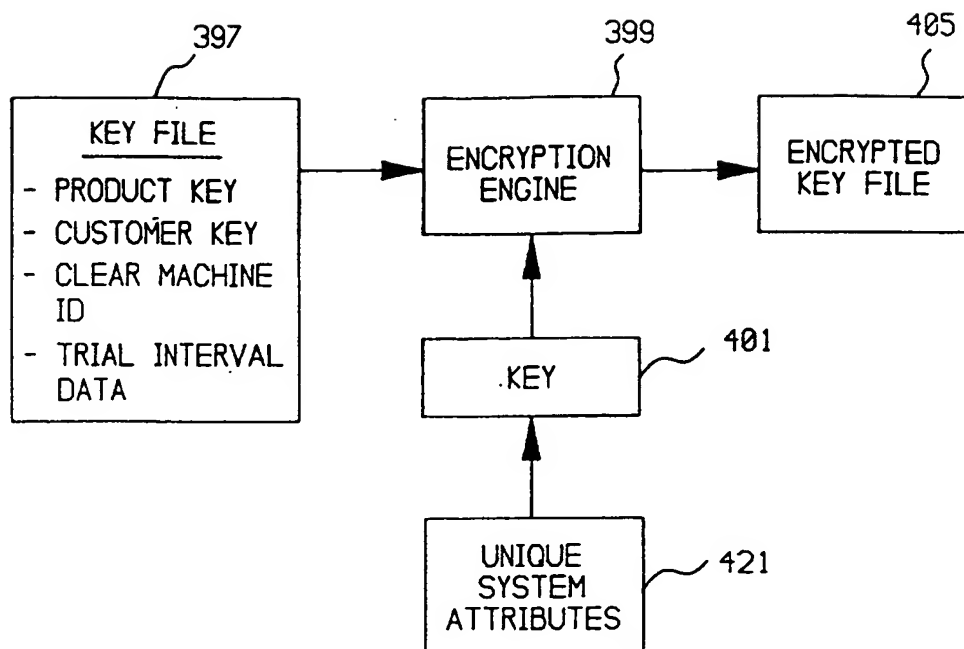 397
399
405
KEY FILE
- PRODUCT KEY
- CUSTOMER KEY
- CLEAR MACHINE
ID
- TRIAL INTERVAL
DATA
ENCRYPTION
ENGINE
ENCRYPTED
KEY FILE
KEY
401
UNIQUE
SYSTEM
ATTRIBUTES
421